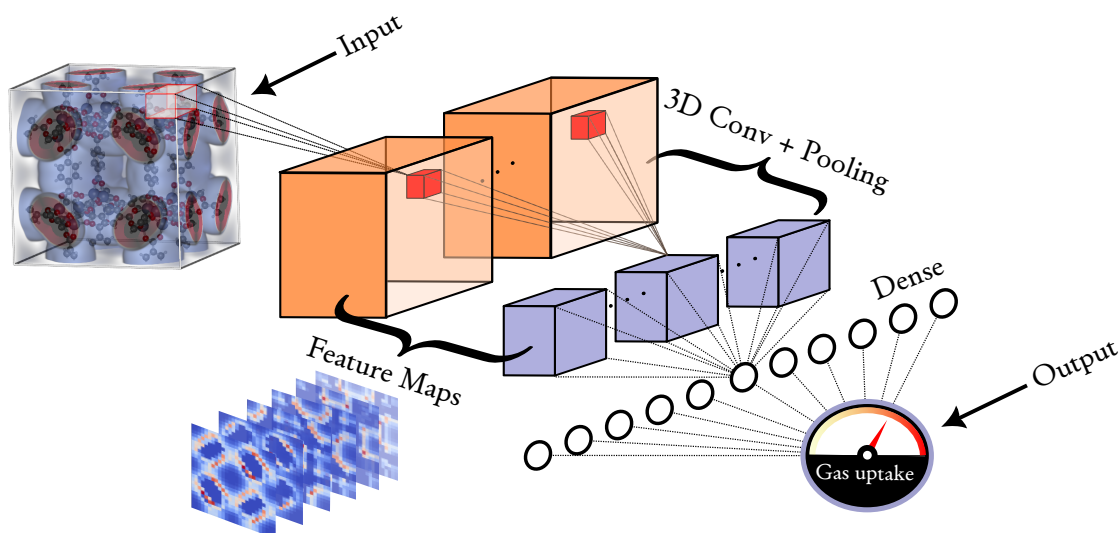 Input
3D Conv + Pooling
Feature Maps
Dense
Output
Gas uptake